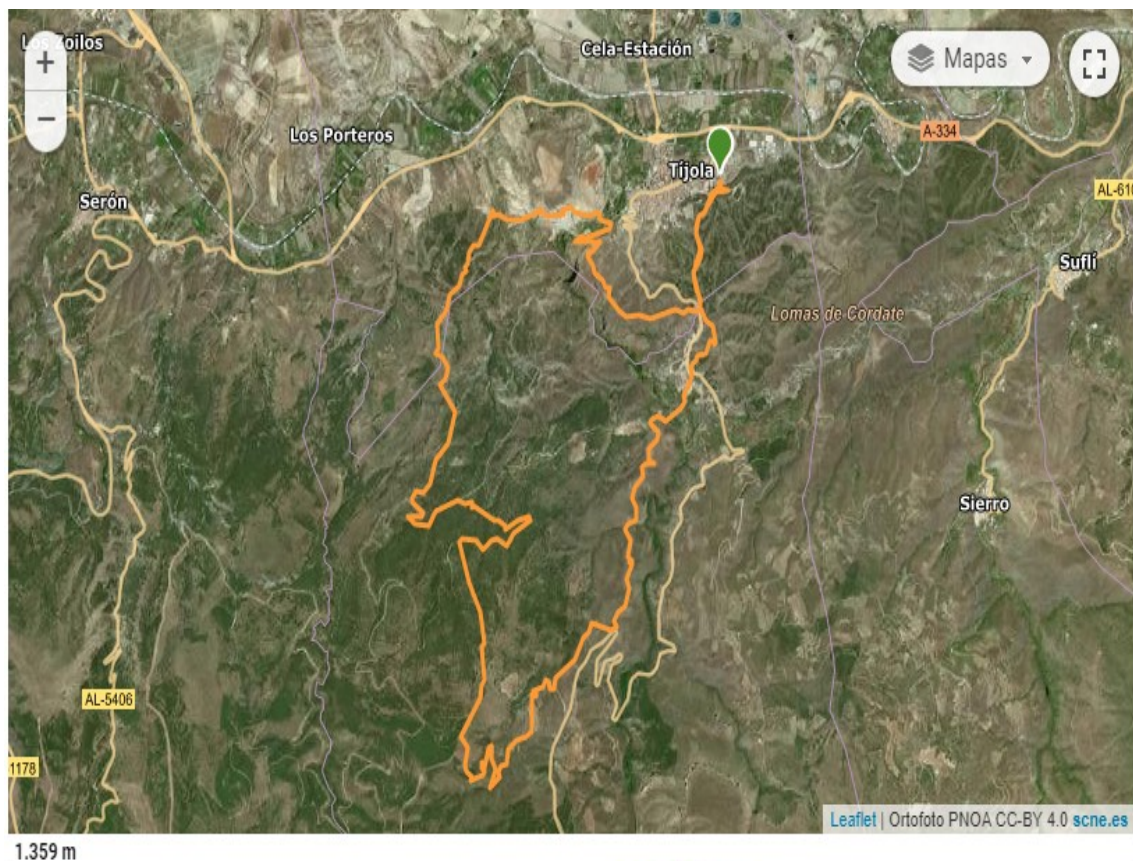 Los Zoilos
Cela-Estación
Mapas
+
−
Los Porteros
A-334
Tíjola
AL-610
Serón
Suflí
Lomas de Cordate
Sierro
AL-5406
1178
Leaflet | Ortofoto PNOA CC-BY 4.0 scne.es
1.359 m